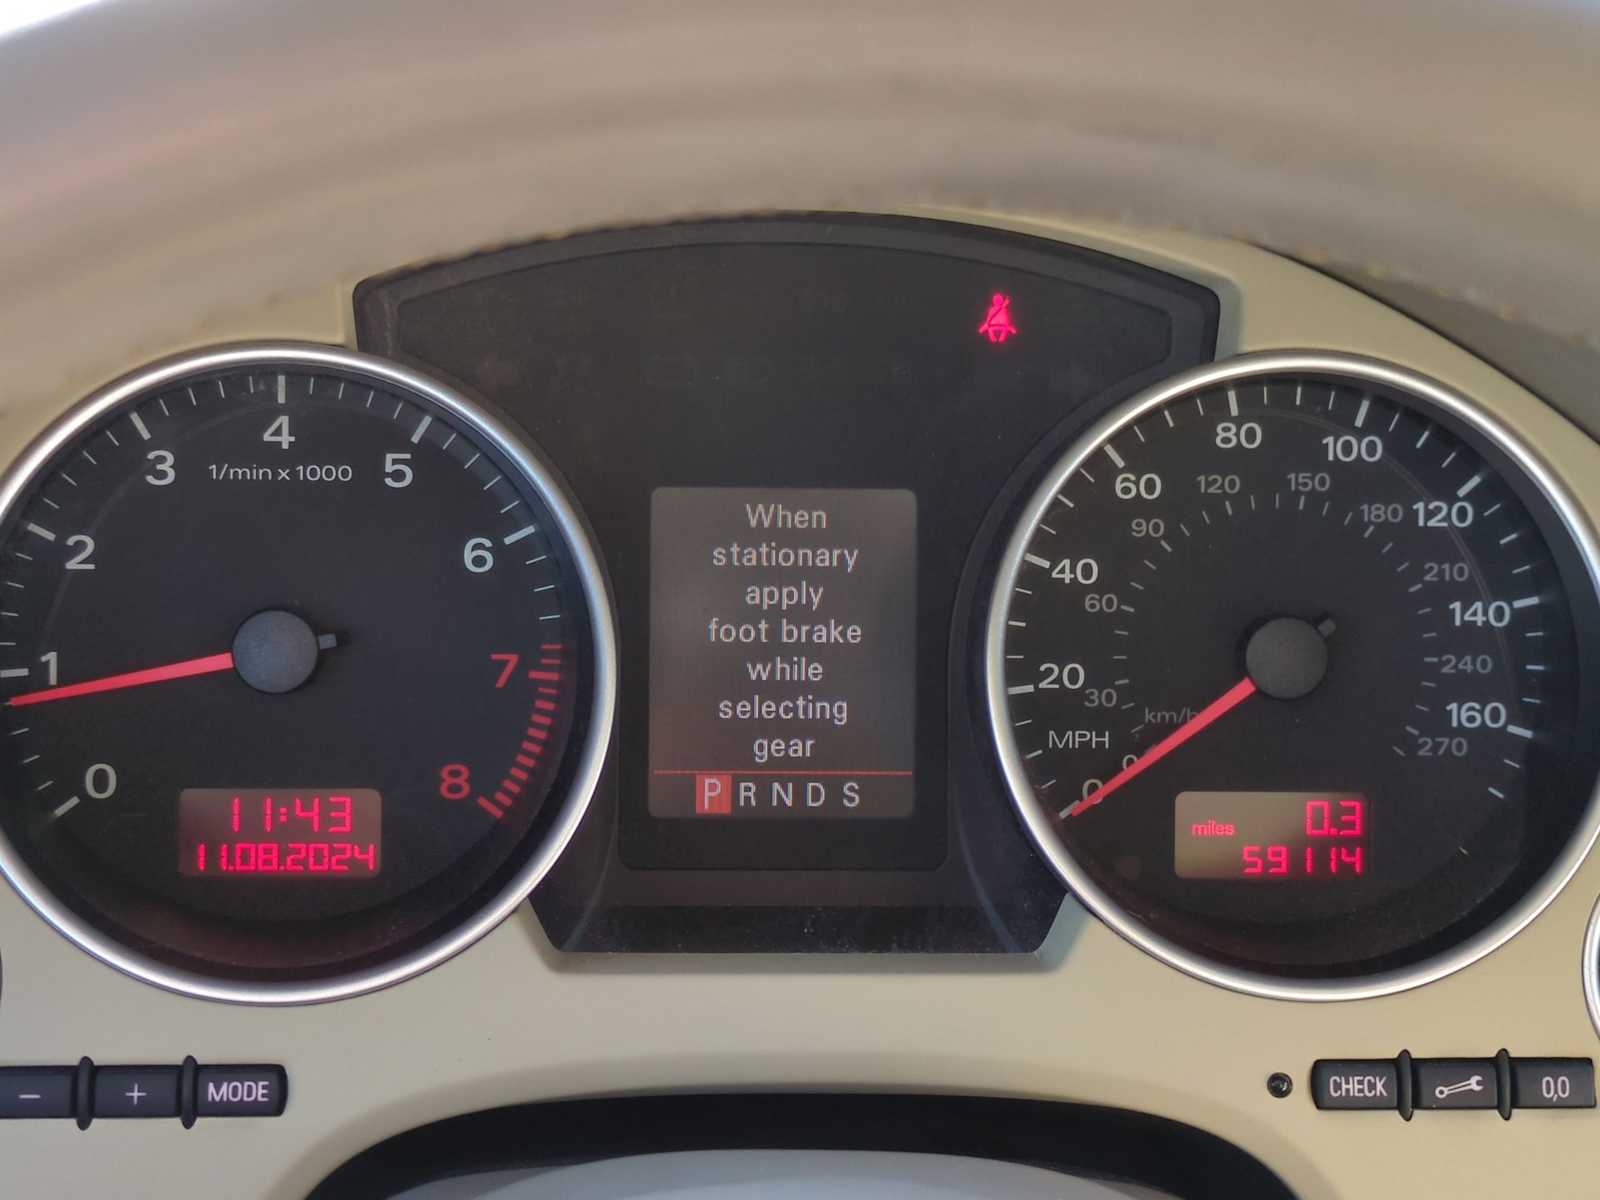 0
1
2
3
4
5
6
7
8
1/min x 1000
11:43
11.08.2024
When
stationary
apply
foot brake
while
selecting
gear
P R N D S
0
20
40
60
80
100
120
140
160
MPH
km/h
0
30
60
90
120
150
180
210
240
270
miles
0.3
59114
− + MODE
CHECK 0,0